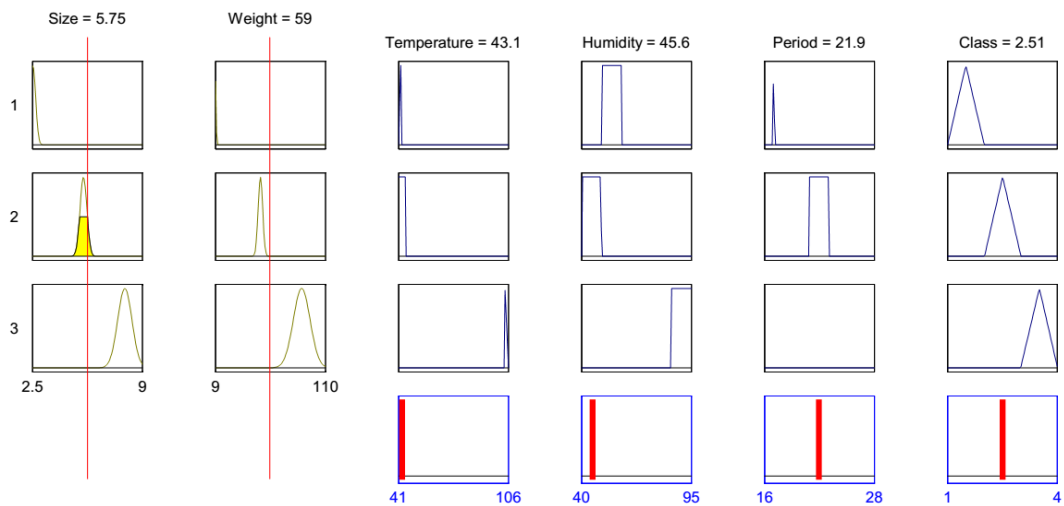 Size = 5.75
Weight = 59
Temperature = 43.1
Humidity = 45.6
Period = 21.9
Class = 2.51
1
2
3
2.5 9
9 110
41 106
40 95
16 28
1 4